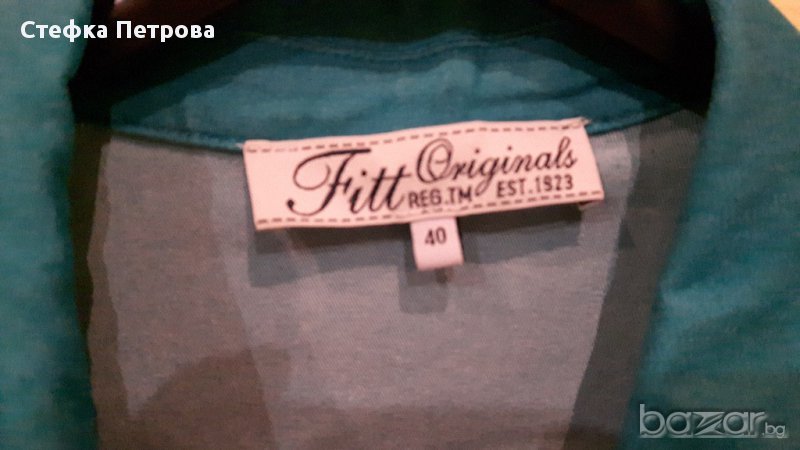 Стефка Петрова
Fitt Originals
REG.TM EST.1923
40
bazar.bg